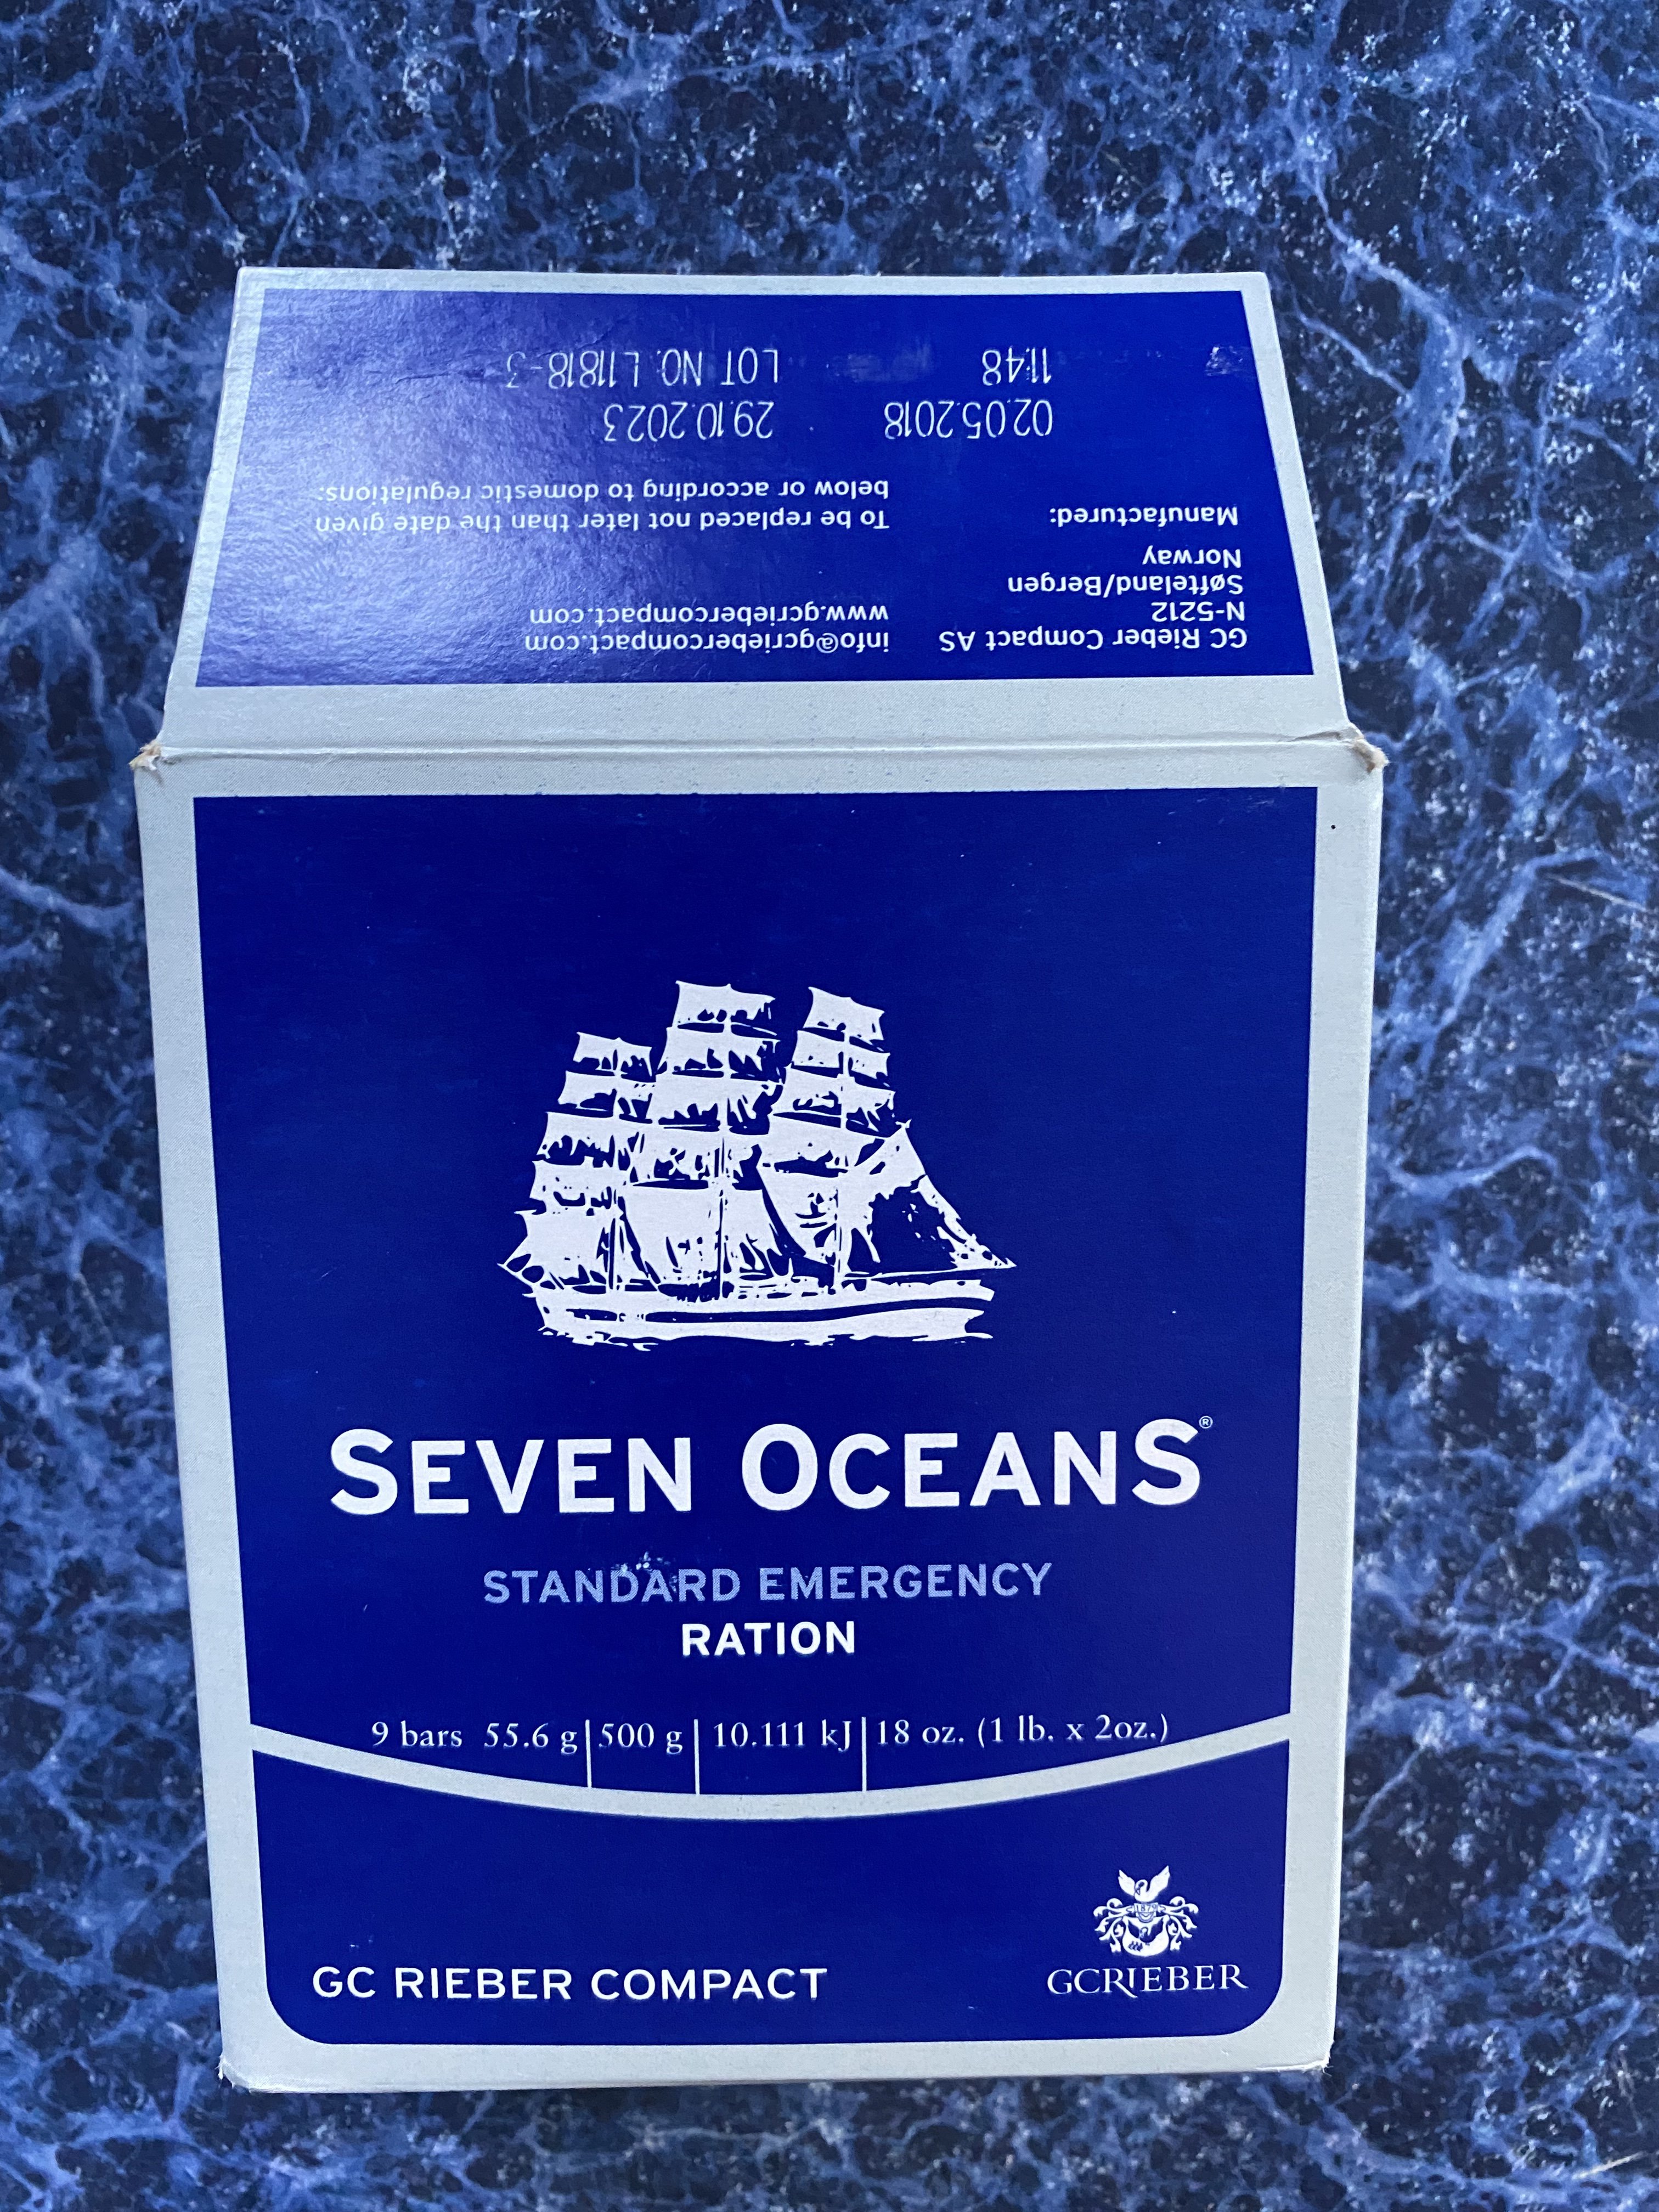 GC Rieber Compact AS
N-5212
Søfteland/Bergen
Norway
info@gcriebercompact.com
www.gcriebercompact.com
Manufactured:
To be replaced not later than the date given
below or according to domestic regulations:
02.05.2018 29.10.2023
11:48 LOT NO. L11818-3
SEVEN OCEANS®
STANDARD EMERGENCY
RATION
9 bars 55.6 g|500 g| 10.111 kJ|18 oz. (1 lb. x 2oz.)
GC RIEBER COMPACT
1879
GCRIEBER